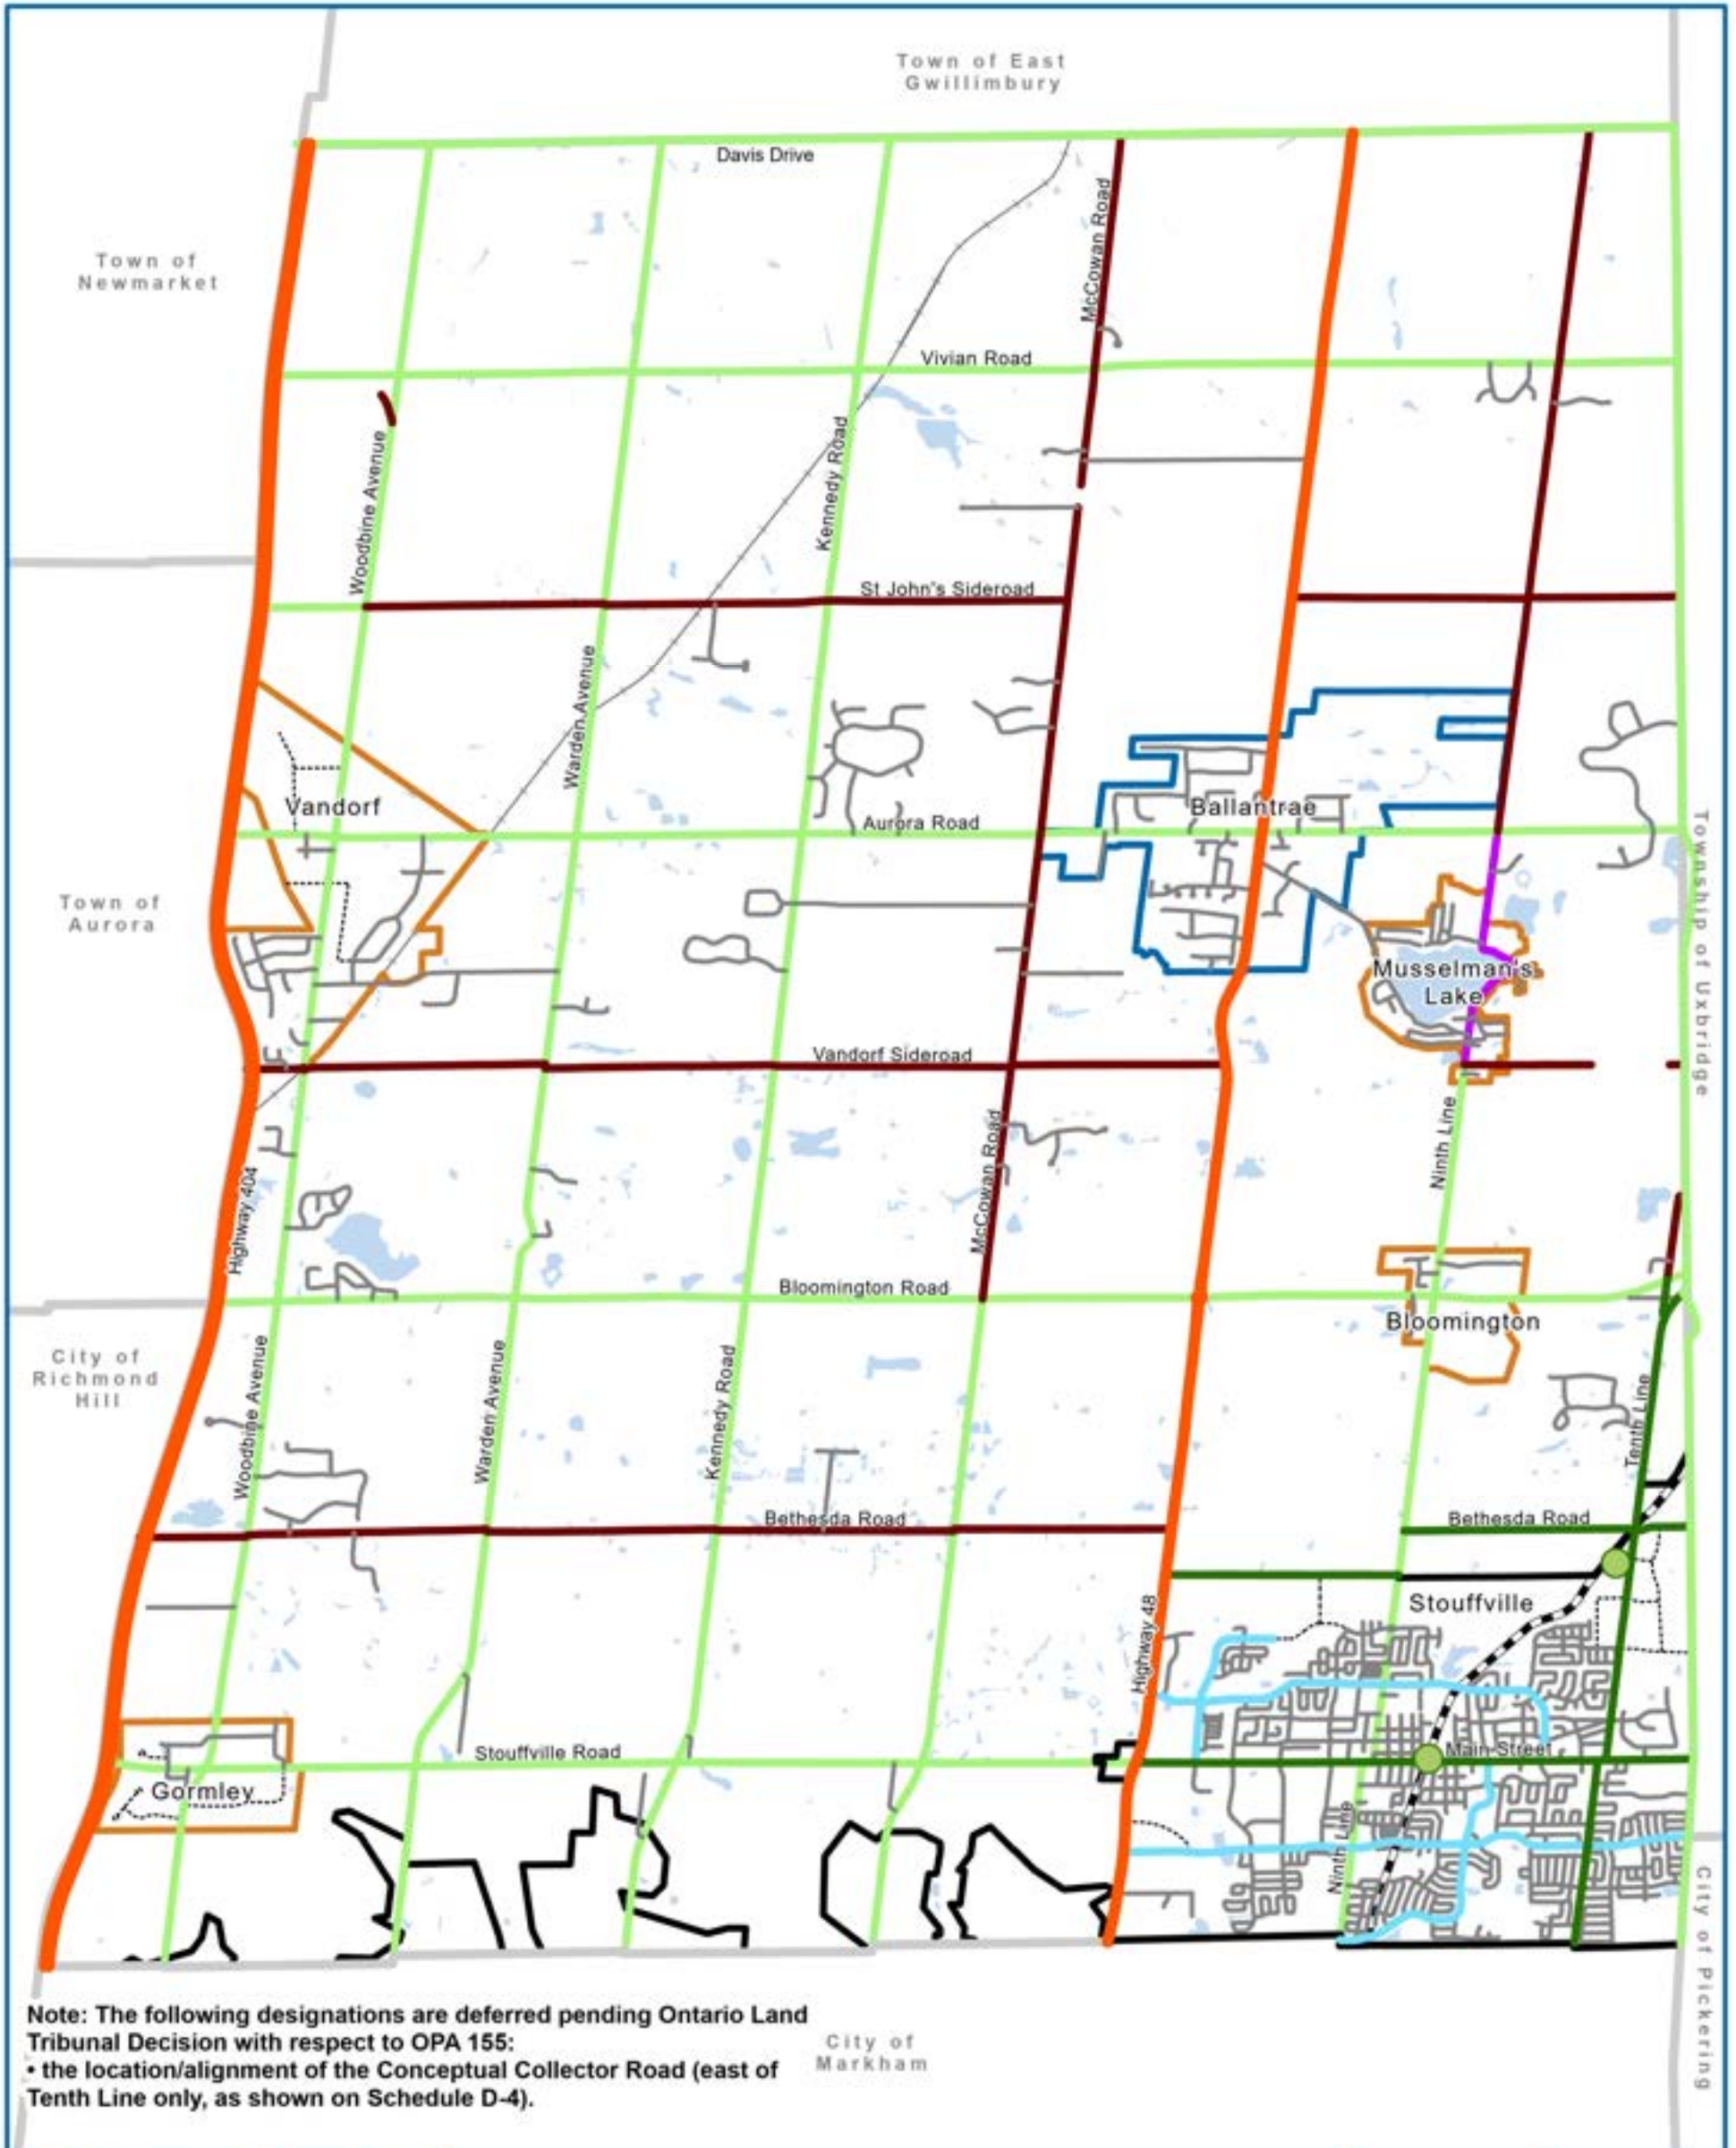 Town of East
Gwillimbury
Davis Drive
Town of
Newmarket
McCowan Road
Vivian Road
Woodbine Avenue
Kennedy Road
St John's Sideroad
Warden Avenue
Vandorf
Ballantrae
Aurora Road
Township of Uxbridge
Town of
Aurora
Musselman's
Lake
Vandorf Sideroad
Ninth Line
McCowan Road
Highway 404
Bloomington Road
Bloomington
City of
Richmond
Hill
Woodbine Avenue
Warden Avenue
Kennedy Road
Tenth Line
Bethesda Road
Bethesda Road
Stouffville
Highway 48
Stouffville Road
Main Street
Gormley
Ninth Line
City of Pickering
Note: The following designations are deferred pending Ontario Land
Tribunal Decision with respect to OPA 155:
• the location/alignment of the Conceptual Collector Road (east of
Tenth Line only, as shown on Schedule D-4).
City of
Markham